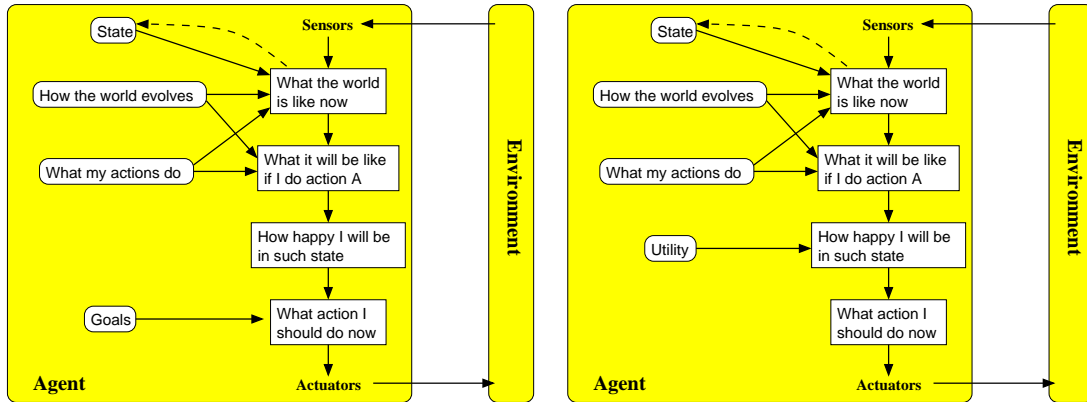 Sensors
State
What the world
is like now
How the world evolves
What it will be like
if I do action A
What my actions do
How happy I will be
in such state
Goals
What action I
should do now
Agent
Actuators
Environment
Sensors
State
What the world
is like now
How the world evolves
What it will be like
if I do action A
What my actions do
How happy I will be
in such state
Utility
What action I
should do now
Agent
Actuators
Environment